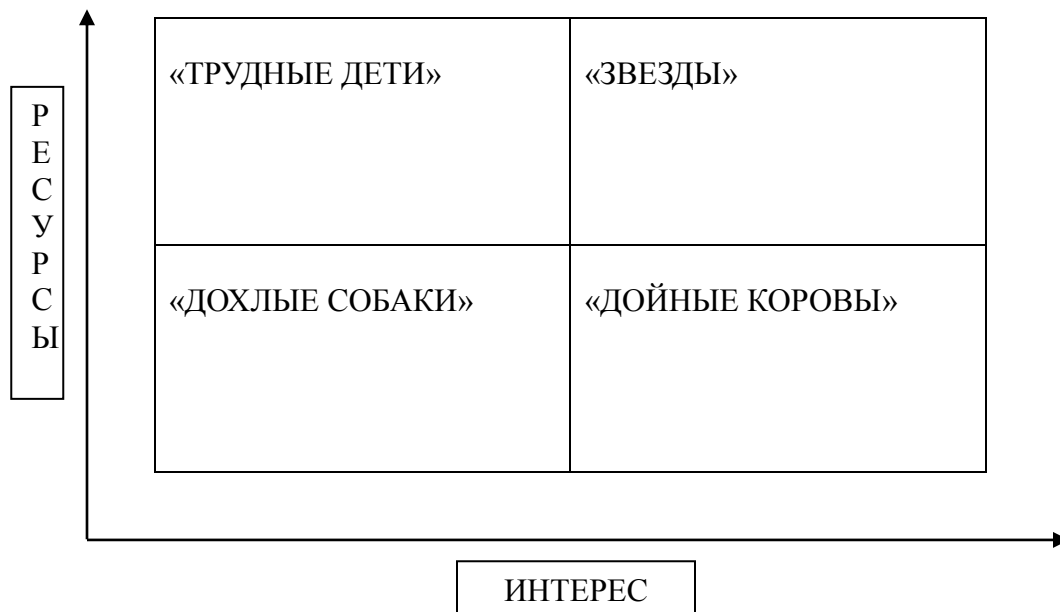 «ТРУДНЫЕ ДЕТИ»
«ЗВЕЗДЫ»
Р
Е
С
У
Р
С
Ы
«ДОХЛЫЕ СОБАКИ»
«ДОЙНЫЕ КОРОВЫ»
ИНТЕРЕС